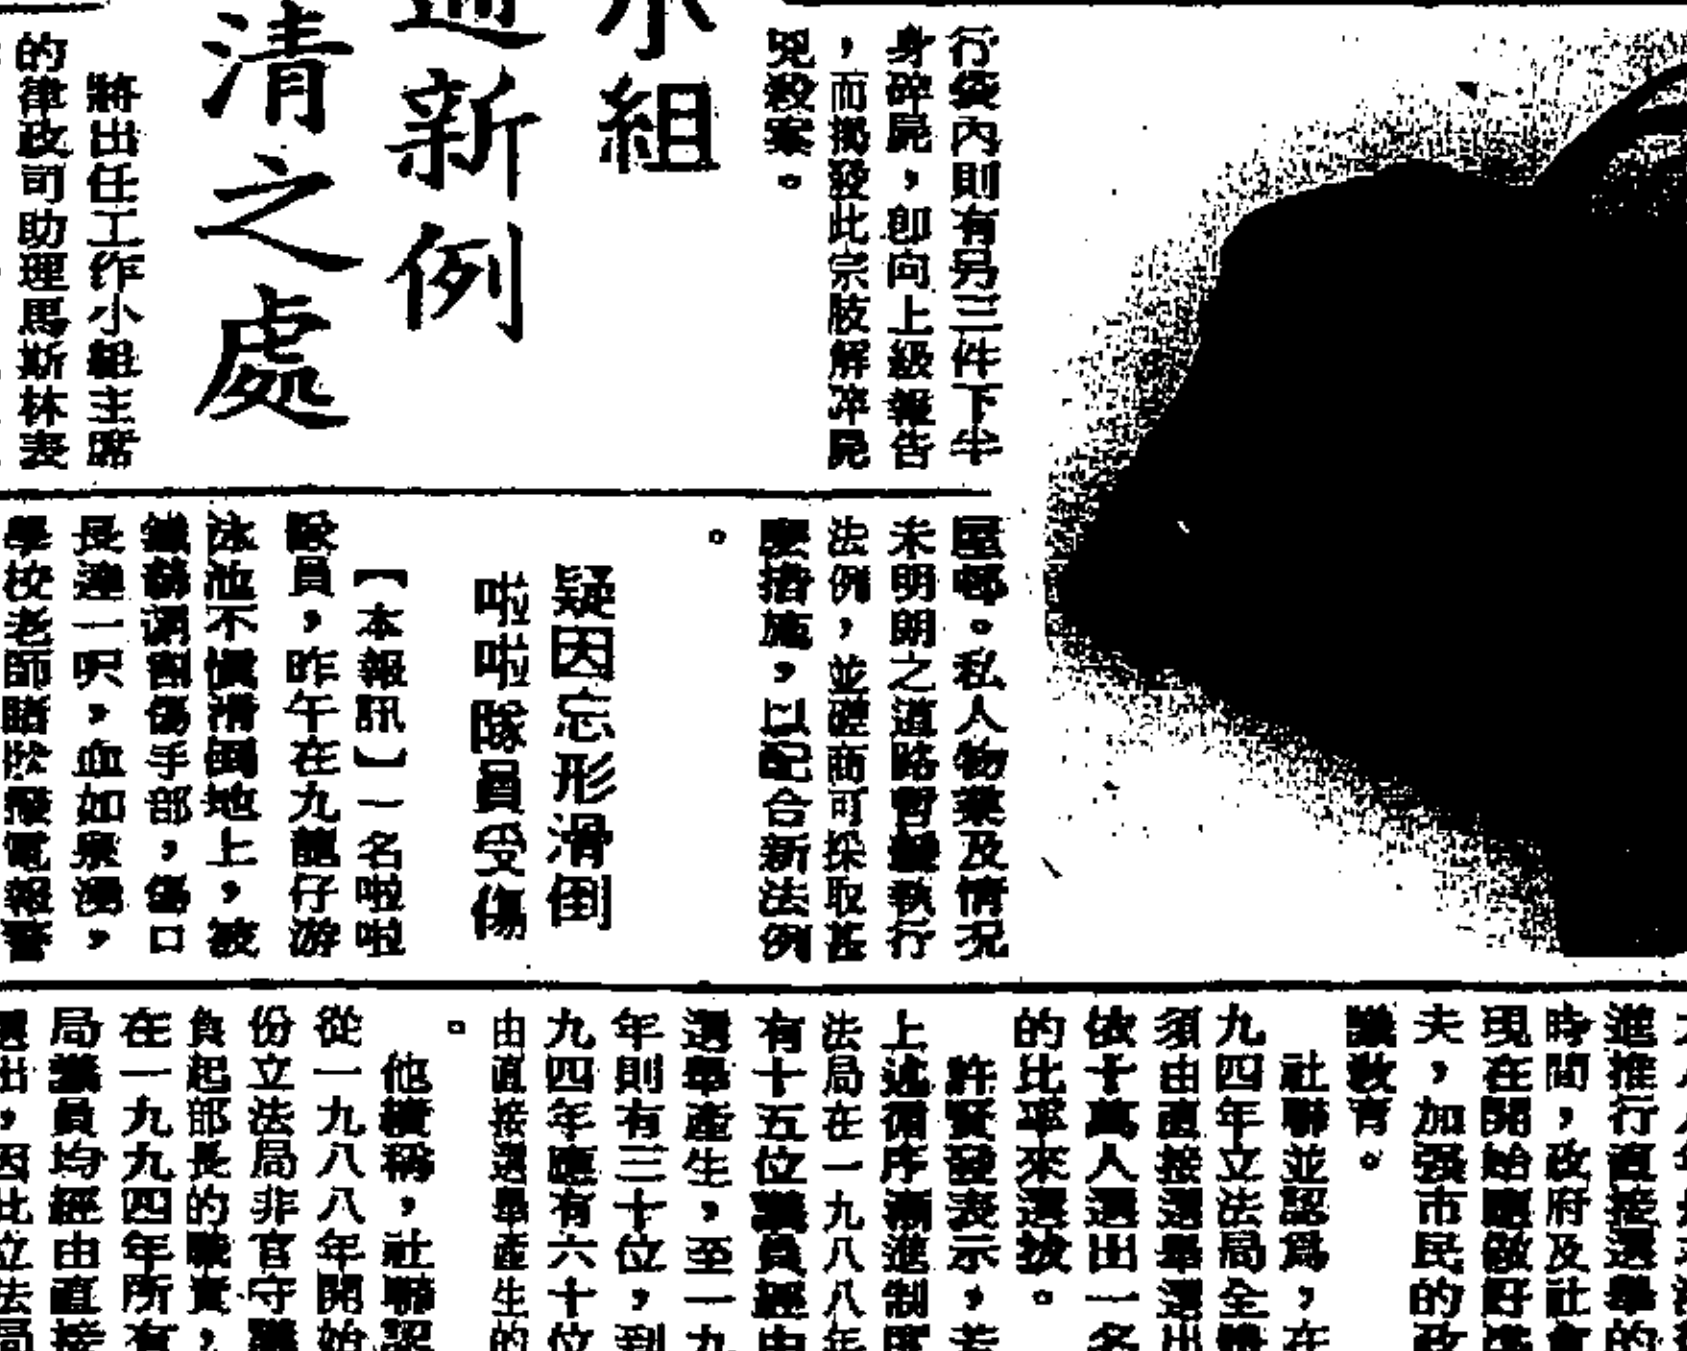 行袋內則有另三件下半
身碎屍，卽向上級報告
，而揭發此宗肢解碎屍
兇殺案。
小組
新例
清之處
將出任工作小組主席
的律政司助理馬斯林表
屋邨。私人物業及情況
未明朗之道路暫擬執行
法例，並磋商可採取甚
麽措施，以配合新法例
。
疑因忘形滑倒
啦啦隊員受傷
【本報訊】一名啦啦
隊員，昨午在九龍仔游
泳池不慎滑倒地上，被
割傷手部，傷口
長達一呎，血如泉湧，
學校老師睹狀撥電報警
進推行直接選舉的
時間，政府及社會
現在開始應做好準
夫，加强市民的政
議敎育。
社聯並認爲，在
九四年立法局全體
須由直接選舉選出
依十萬人選出一名
的比率來選拔。
許賢發表示，若
上述循序漸進制度
法局在一九八八年
有十五位議員經由
選舉產生，至一九
年則有三十位，到
九四年應有六十位
由直接選舉產生的
。
他續稱，社聯認
從一九八八年開始
份立法局非官守議
負起部長的職責，
在一九九四年所有
局議員均經由直接
選出，因此立法局